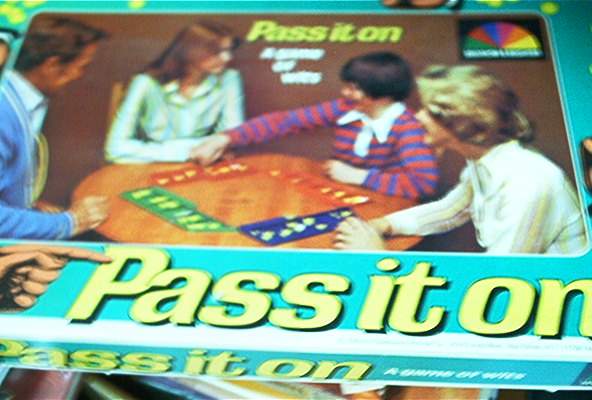 Pass it on
A game
of
wits
Pass it on
Pass it on
A game of wits